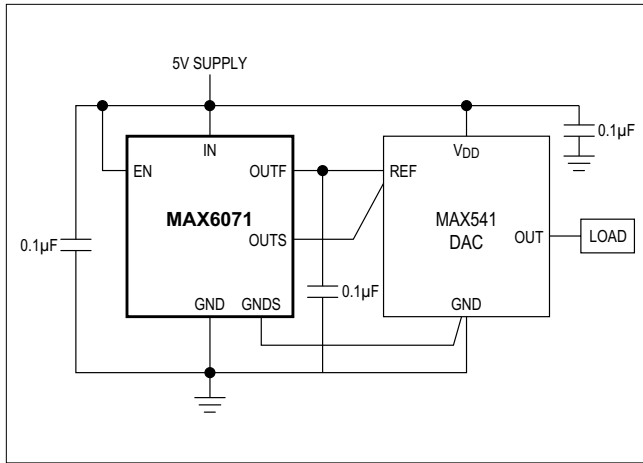 5V SUPPLY
0.1µF
IN
VDD
EN
OUTF
REF
MAX6071
MAX541
DAC
OUT
LOAD
OUTS
0.1µF
0.1µF
GND
GNDS
GND